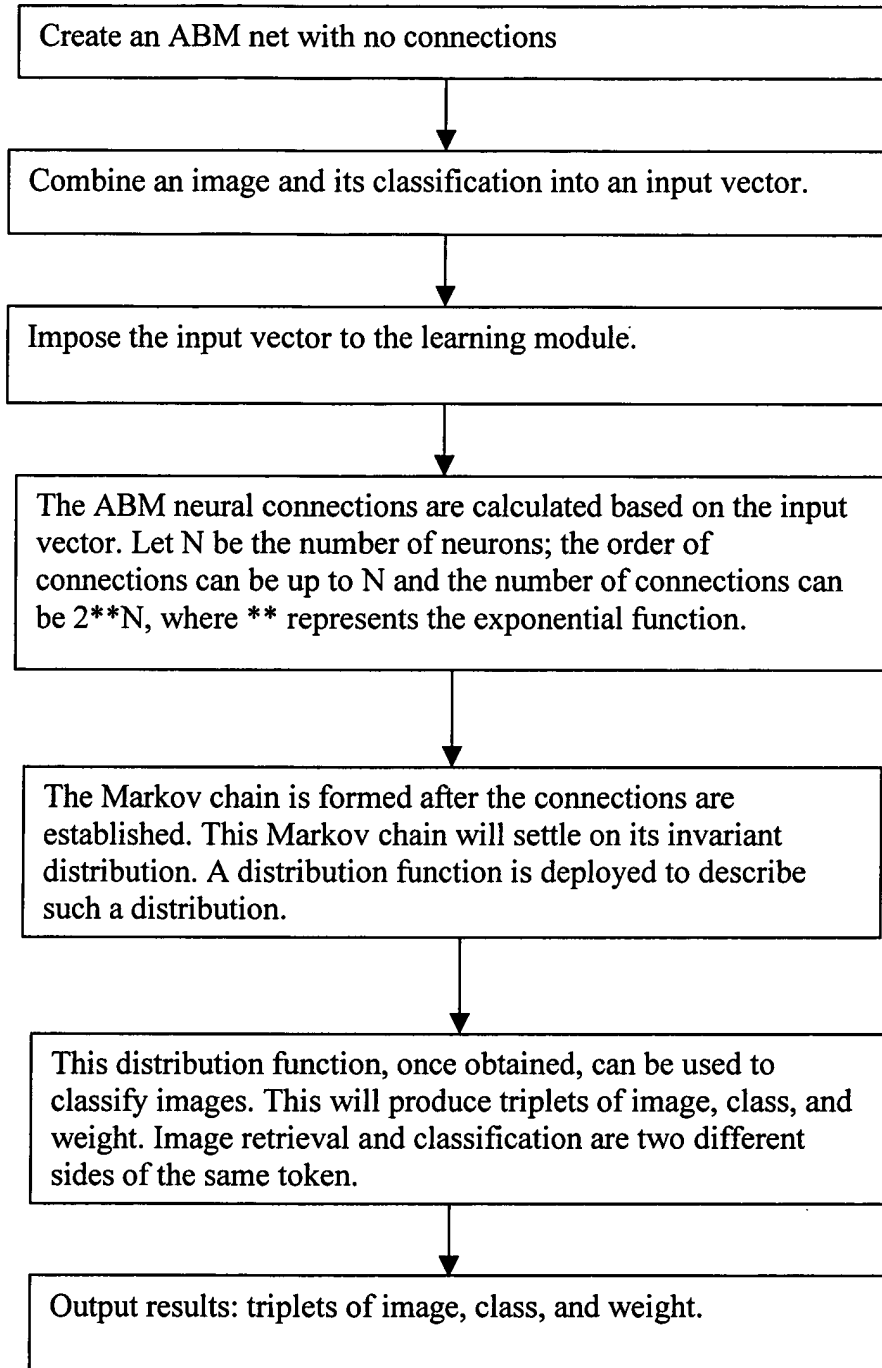 Create an ABM net with no connections
Combine an image and its classification into an input vector.
Impose the input vector to the learning module.
The ABM neural connections are calculated based on the input
vector. Let N be the number of neurons; the order of
connections can be up to N and the number of connections can
be 2**N, where ** represents the exponential function.
The Markov chain is formed after the connections are
established. This Markov chain will settle on its invariant
distribution. A distribution function is deployed to describe
such a distribution.
This distribution function, once obtained, can be used to
classify images. This will produce triplets of image, class, and
weight. Image retrieval and classification are two different
sides of the same token.
Output results: triplets of image, class, and weight.